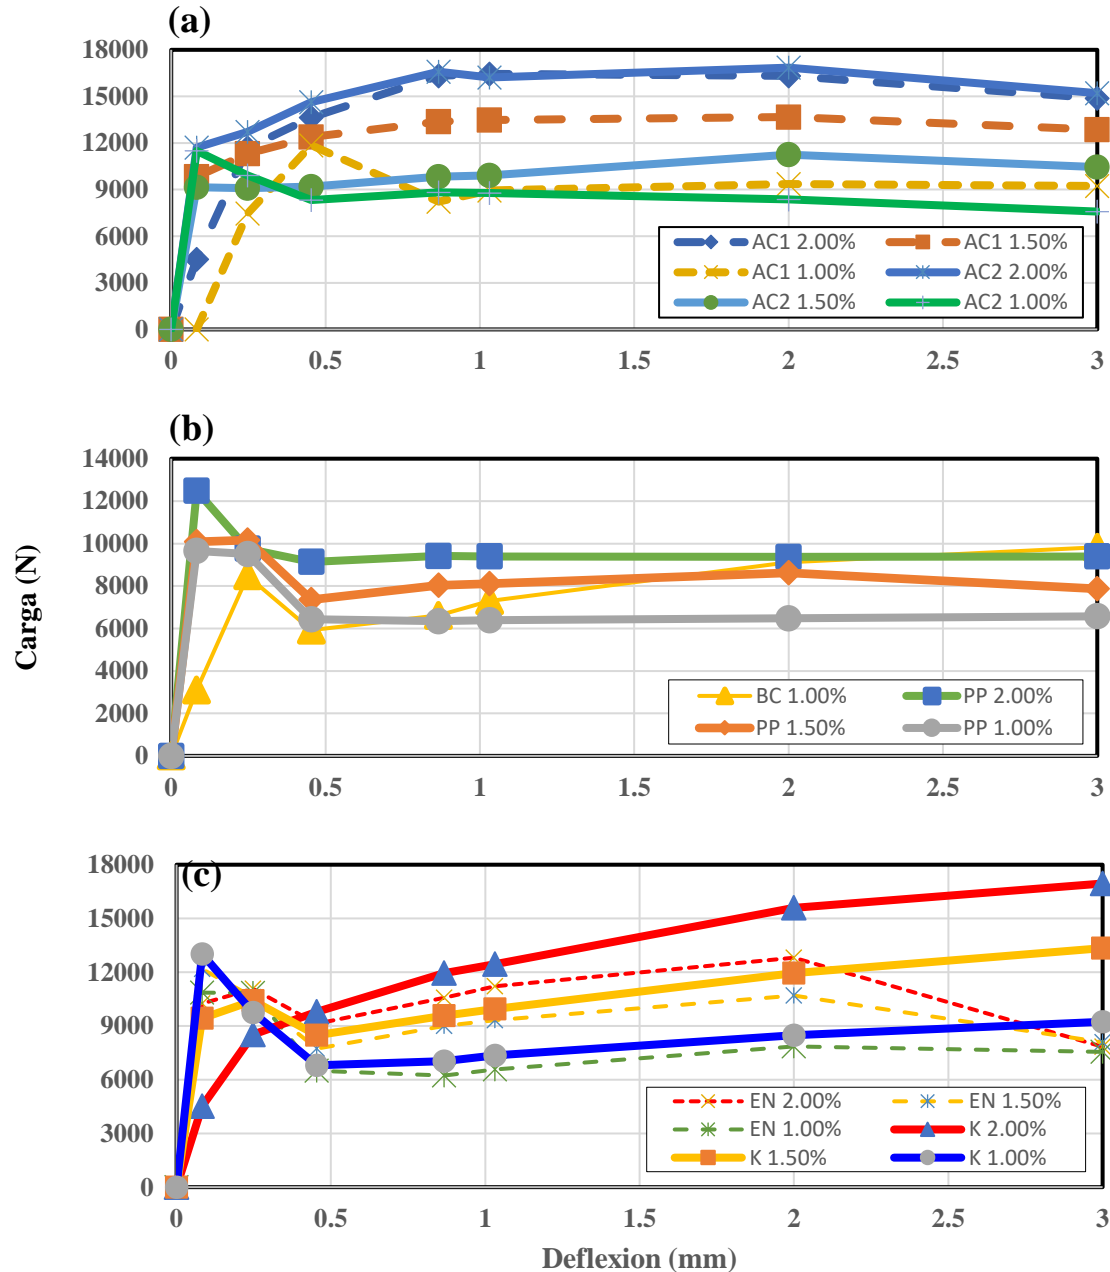 (a)
18000
15000
12000
9000
6000
3000
0
AC1 2.00% AC1 1.50%
AC1 1.00% AC2 2.00%
AC2 1.50% AC2 1.00%
0 0.5 1 1.5 2 2.5 3
(b)
Carga (N)
14000
12000
10000
8000
6000
4000
2000
0
BC 1.00% PP 2.00%
PP 1.50% PP 1.00%
0 0.5 1 1.5 2 2.5 3
(c)
18000
15000
12000
9000
6000
3000
0
EN 2.00% EN 1.50%
EN 1.00% K 2.00%
K 1.50% K 1.00%
0 0.5 1 1.5 2 2.5 3
Deflexion (mm)